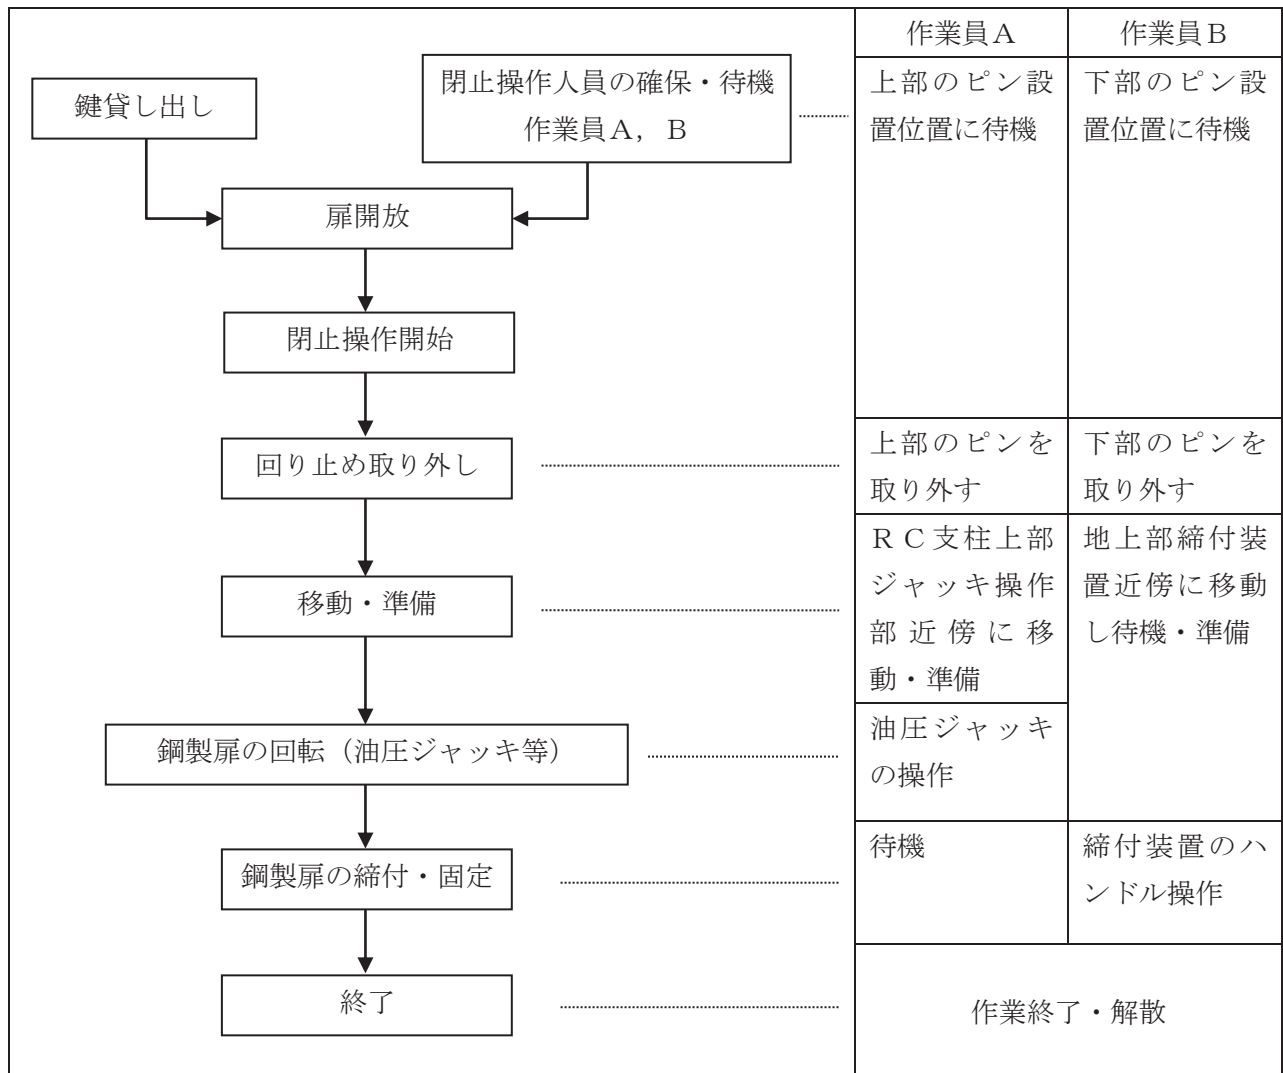 鍵貸し出し
閉止操作人員の確保・待機
作業員Ａ，Ｂ
扉開放
閉止操作開始
回り止め取り外し
移動・準備
鋼製扉の回転（油圧ジャッキ等）
鋼製扉の締付・固定
終了
作業員Ａ
作業員Ｂ
上部のピン設
置位置に待機
下部のピン設
置位置に待機
上部のピンを
取り外す
下部のピンを
取り外す
ＲＣ支柱上部
ジャッキ操作
部近傍に移
動・準備
地上部締付装
置近傍に移動
し待機・準備
油圧ジャッキ
の操作
待機
締付装置のハ
ンドル操作
作業終了・解散